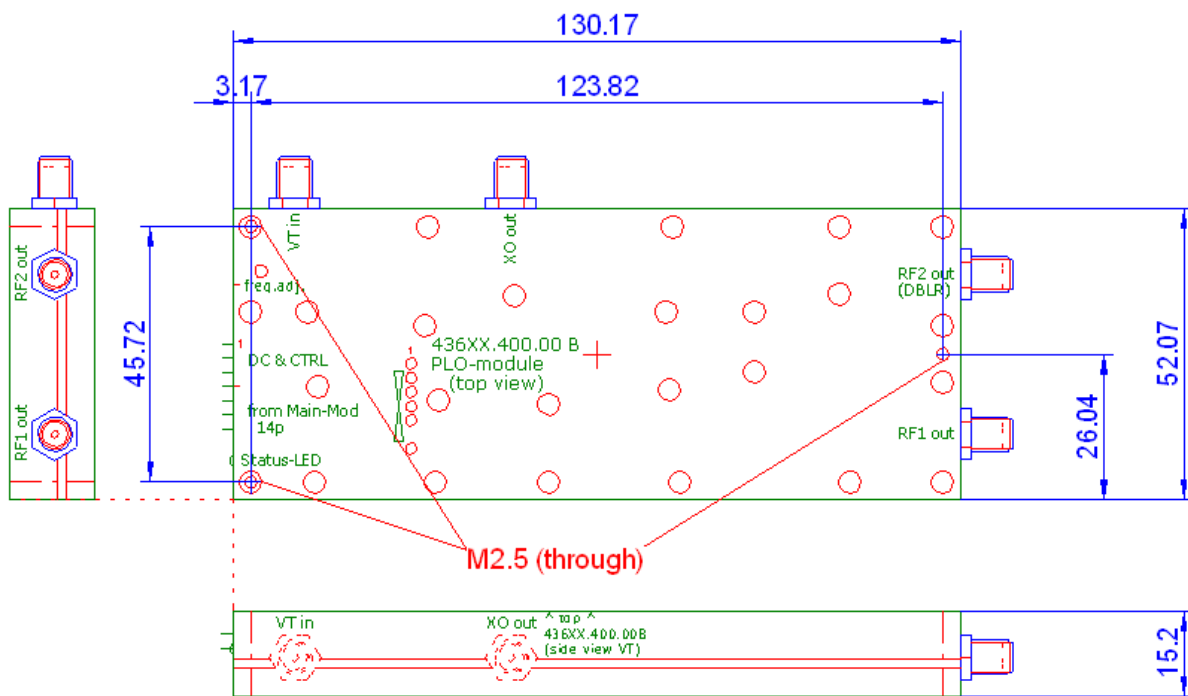 130.17
3.17
123.82
VT in
XO out
RF2 out
RF2 out
(DBLR)
freq.adj.
45.72
1
1
436XX.400.00 B
PLO-module
(top view)
DC & CTRL
52.07
26.04
from Main-Mod
14p
RF1 out
RF1 out
Status-LED
M2.5 (through)
VT in
XO out
^ top ^
436XX.400.00B
(side view VT)
15.2